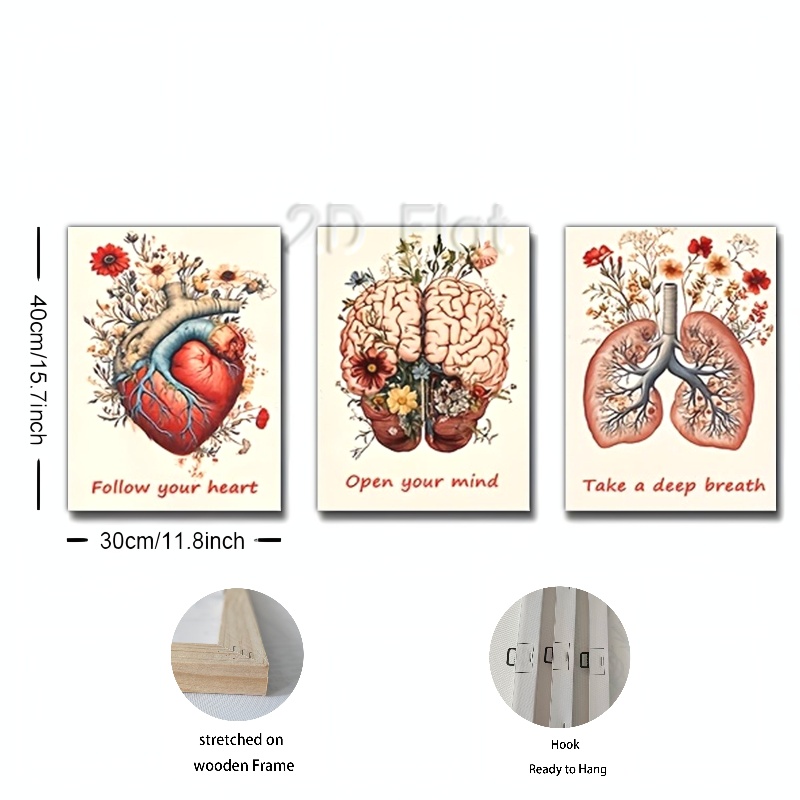 2D Flat
40cm/15.7inch
Follow your heart
Open your mind
Take a deep breath
30cm/11.8inch
stretched on
wooden Frame
Hook
Ready to Hang